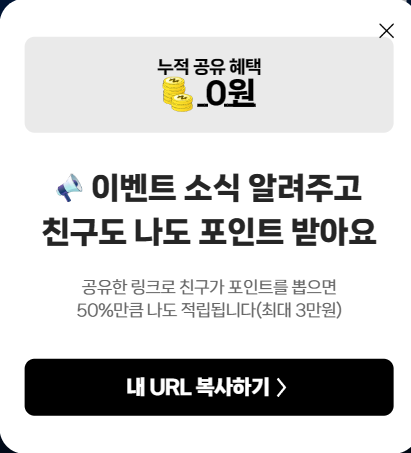 누적 공유 혜택
0원
이벤트 소식 알려주고
친구도 나도 포인트 받아요
공유한 링크로 친구가 포인트를 뽑으면
50%만큼 나도 적립됩니다(최대 3만원)
내 URL 복사하기 >